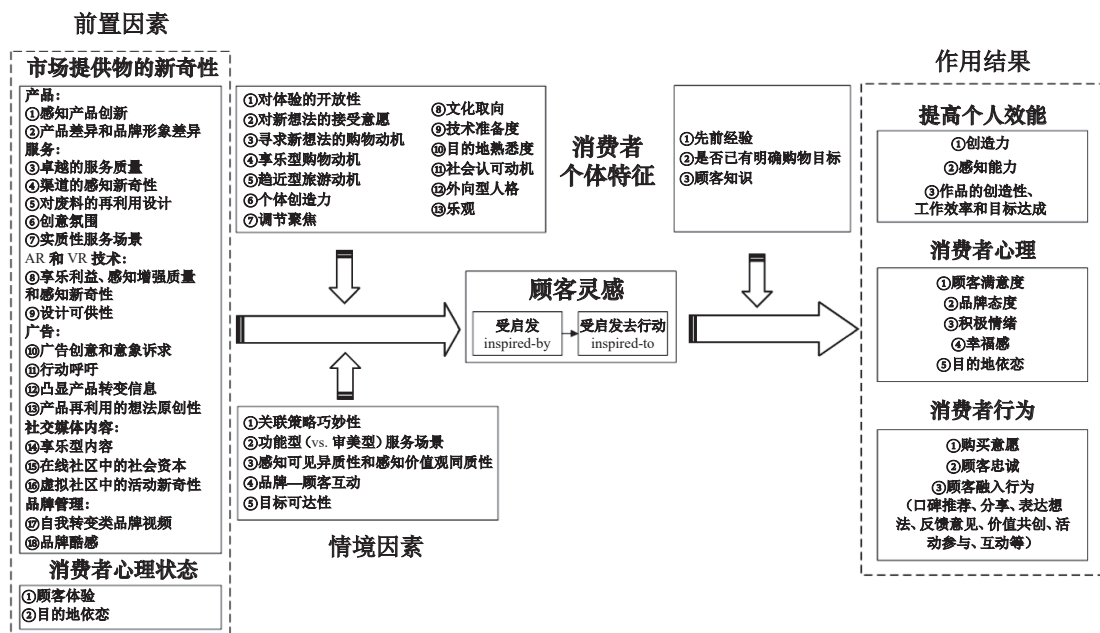 前置因素
市场提供物的新奇性
产品:
①感知产品创新
②产品差异和品牌形象差异
服务:
③卓越的服务质量
④渠道的感知新奇性
⑤对废料的再利用设计
⑥创意氛围
⑦实质性服务场景
AR 和 VR 技术:
⑧享乐利益、感知增强质量
和感知新奇性
⑨设计可供性
广告:
⑩广告创意和意象诉求
⑪行动呼吁
⑫凸显产品转变信息
⑬产品再利用的想法原创性
社交媒体内容:
⑭享乐型内容
⑮在线社区中的社会资本
⑯虚拟社区中的活动新奇性
品牌管理:
⑰自我转变类品牌视频
⑱品牌酷感
消费者心理状态
①顾客体验
②目的地依恋
①对体验的开放性
②对新想法的接受意愿
③寻求新想法的购物动机
④享乐型购物动机
⑤趋近型旅游动机
⑥个体创造力
⑦调节聚焦
⑧文化取向
⑨技术准备度
⑩目的地熟悉度
⑪社会认可动机
⑫外向型人格
⑬乐观
消费者
个体特征
①先前经验
②是否已有明确购物目标
③顾客知识
顾客灵感
受启发
inspired-by
受启发去行动
inspired-to
①关联策略巧妙性
②功能型（vs. 审美型）服务场景
③感知可见异质性和感知价值观同质性
④品牌—顾客互动
⑤目标可达性
情境因素
作用结果
提高个人效能
①创造力
②感知能力
③作品的创造性、
工作效率和目标达成
消费者心理
①顾客满意度
②品牌态度
③积极情绪
④幸福感
⑤目的地依恋
消费者行为
①购买意愿
②顾客忠诚
③顾客融入行为
（口碑推荐、分享、表达想
法、反馈意见、价值共创、活
动参与、互动等）